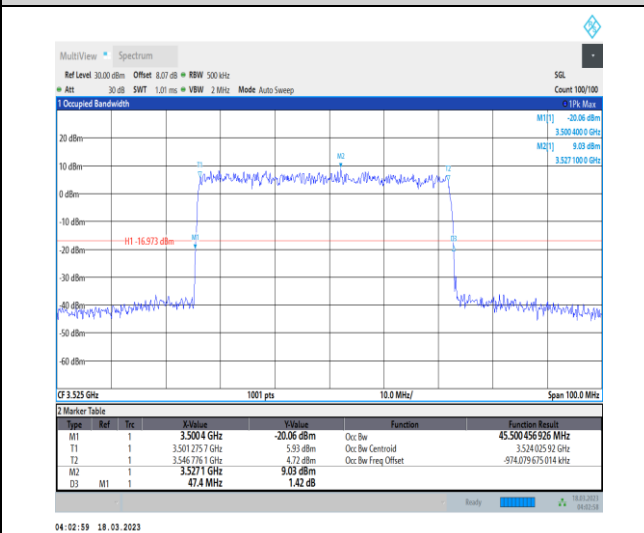 MultiView Spectrum
Ref Level 30.00 dBm Offset 8.07 dB RBW 500 kHz SGL
Att 30 dB SWT 1.01 ms VBW 2 MHz Mode Auto Sweep Count 100/100
1 Occupied Bandwidth 1Pk Max
M1[1] -20.06 dBm
3.500 400 0 GHz
M2[1] 9.03 dBm
3.527 100 0 GHz
20 dBm
10 dBm
0 dBm
-10 dBm
-20 dBm
-30 dBm
-40 dBm
-50 dBm
-60 dBm
T1
M2
T2
H1 -16.973 dBm
M1
D3
CF 3.525 GHz 1001 pts 10.0 MHz/ Span 100.0 MHz
2 Marker Table
Type Ref Trc X-Value Y-Value Function Function Result
M1 1 3.5004 GHz -20.06 dBm Occ Bw 45.500 456 926 MHz
T1 1 3.501 275 7 GHz 5.93 dBm Occ Bw Centroid 3.524 025 92 GHz
T2 1 3.546 776 1 GHz 4.72 dBm Occ Bw Freq Offset -974.079 675 014 kHz
M2 1 3.5271 GHz 9.03 dBm
D3 M1 1 47.4 MHz 1.42 dB
Ready 18.03.2023
04:02:58
04:02:59 18.03.2023